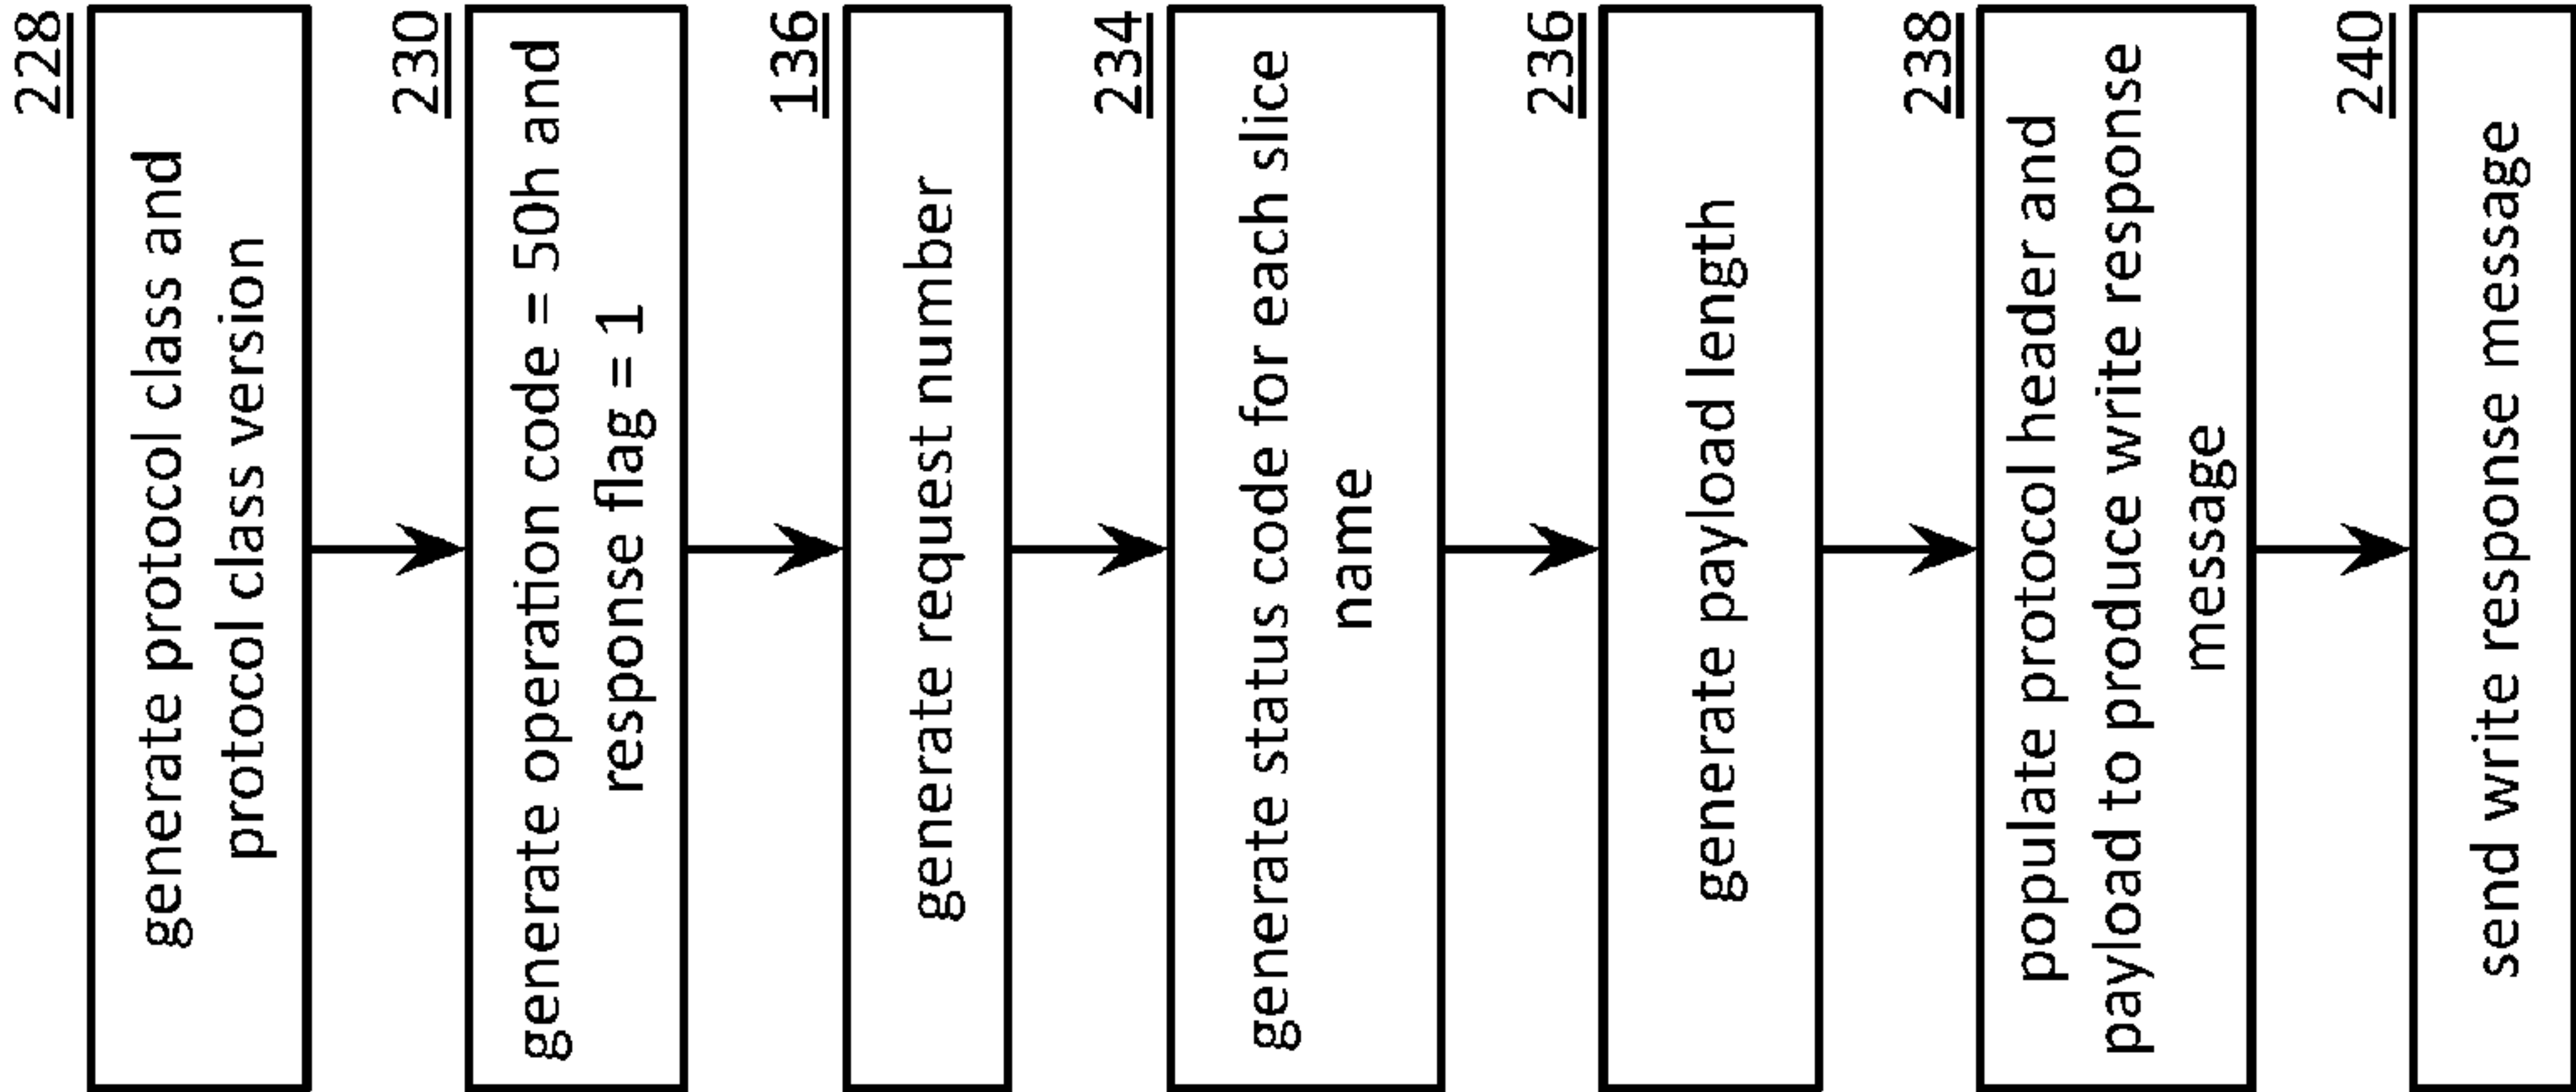 228
generate protocol class and
protocol class version
230
generate operation code = 50h and
response flag = 1
136
generate request number
234
generate status code for each slice
name
236
generate payload length
238
populate protocol header and
payload to produce write response
message
240
send write response message